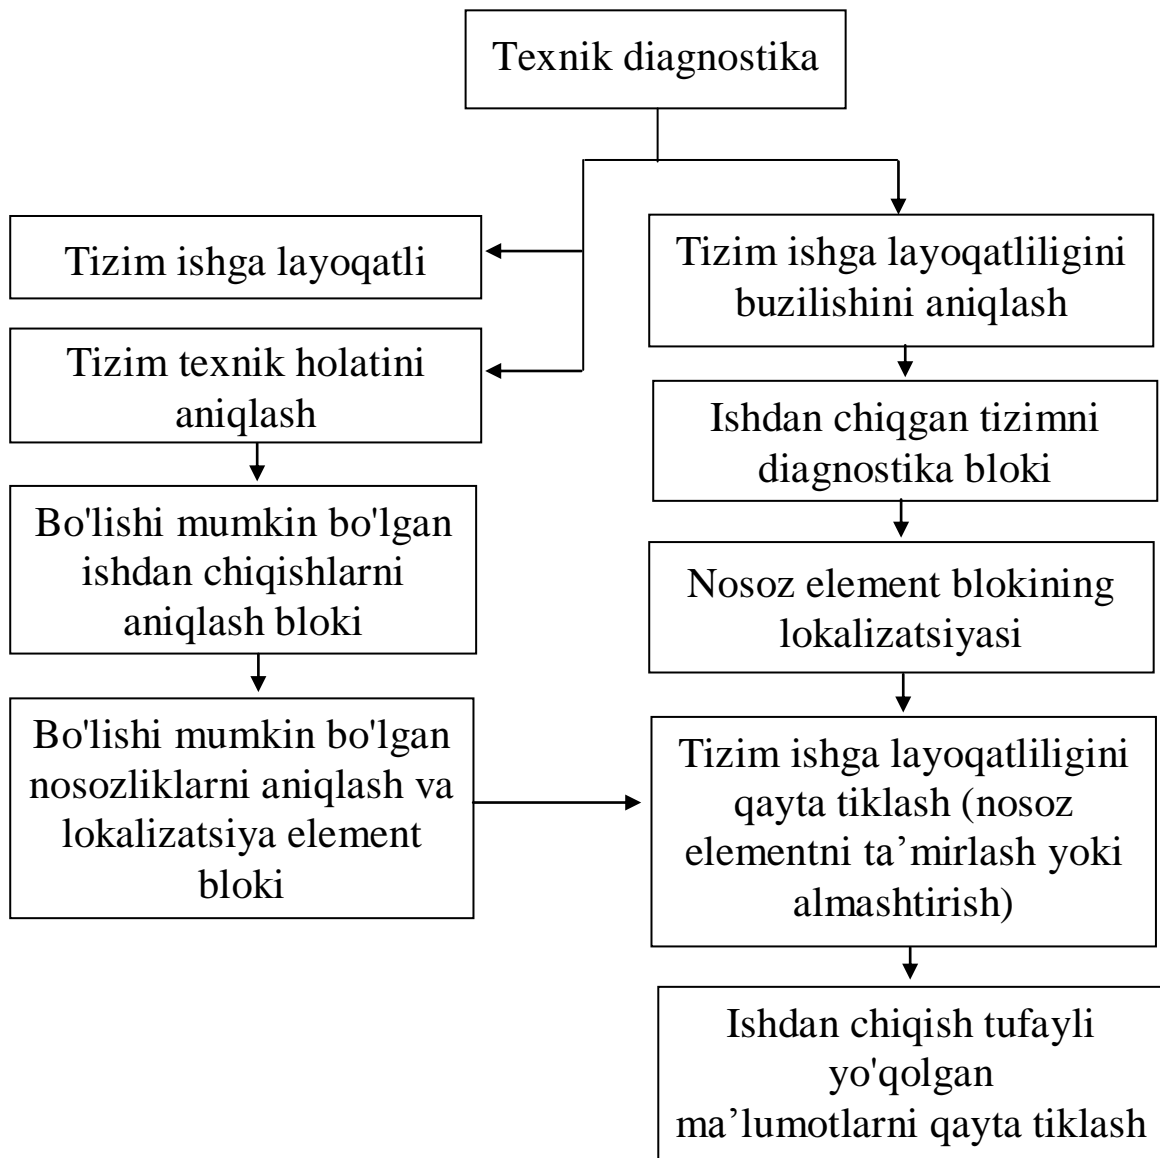 Texnik diagnostika
Tizim ishga layoqatli
Tizim texnik holatini
aniqlash
Bo'lishi mumkin bo'lgan
ishdan chiqishlarni
aniqlash bloki
Bo'lishi mumkin bo'lgan
nosozliklarni aniqlash va
lokalizatsiya element
bloki
Tizim ishga layoqatliligini
buzilishini aniqlash
Ishdan chiqgan tizimni
diagnostika bloki
Nosoz element blokining
lokalizatsiyasi
Tizim ishga layoqatliligini
qayta tiklash (nosoz
elementni ta’mirlash yoki
almashtirish)
Ishdan chiqish tufayli
yo'qolgan
ma’lumotlarni qayta tiklash